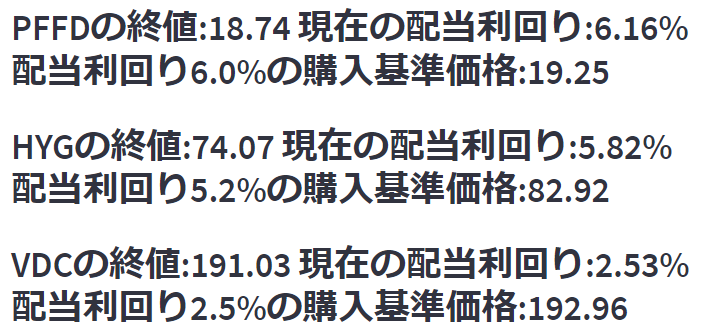 PFFDの終値:18.74 現在の配当利回り:6.16%
配当利回り6.0%の購入基準価格:19.25
HYGの終値:74.07 現在の配当利回り:5.82%
配当利回り5.2%の購入基準価格:82.92
VDCの終値:191.03 現在の配当利回り:2.53%
配当利回り2.5%の購入基準価格:192.96